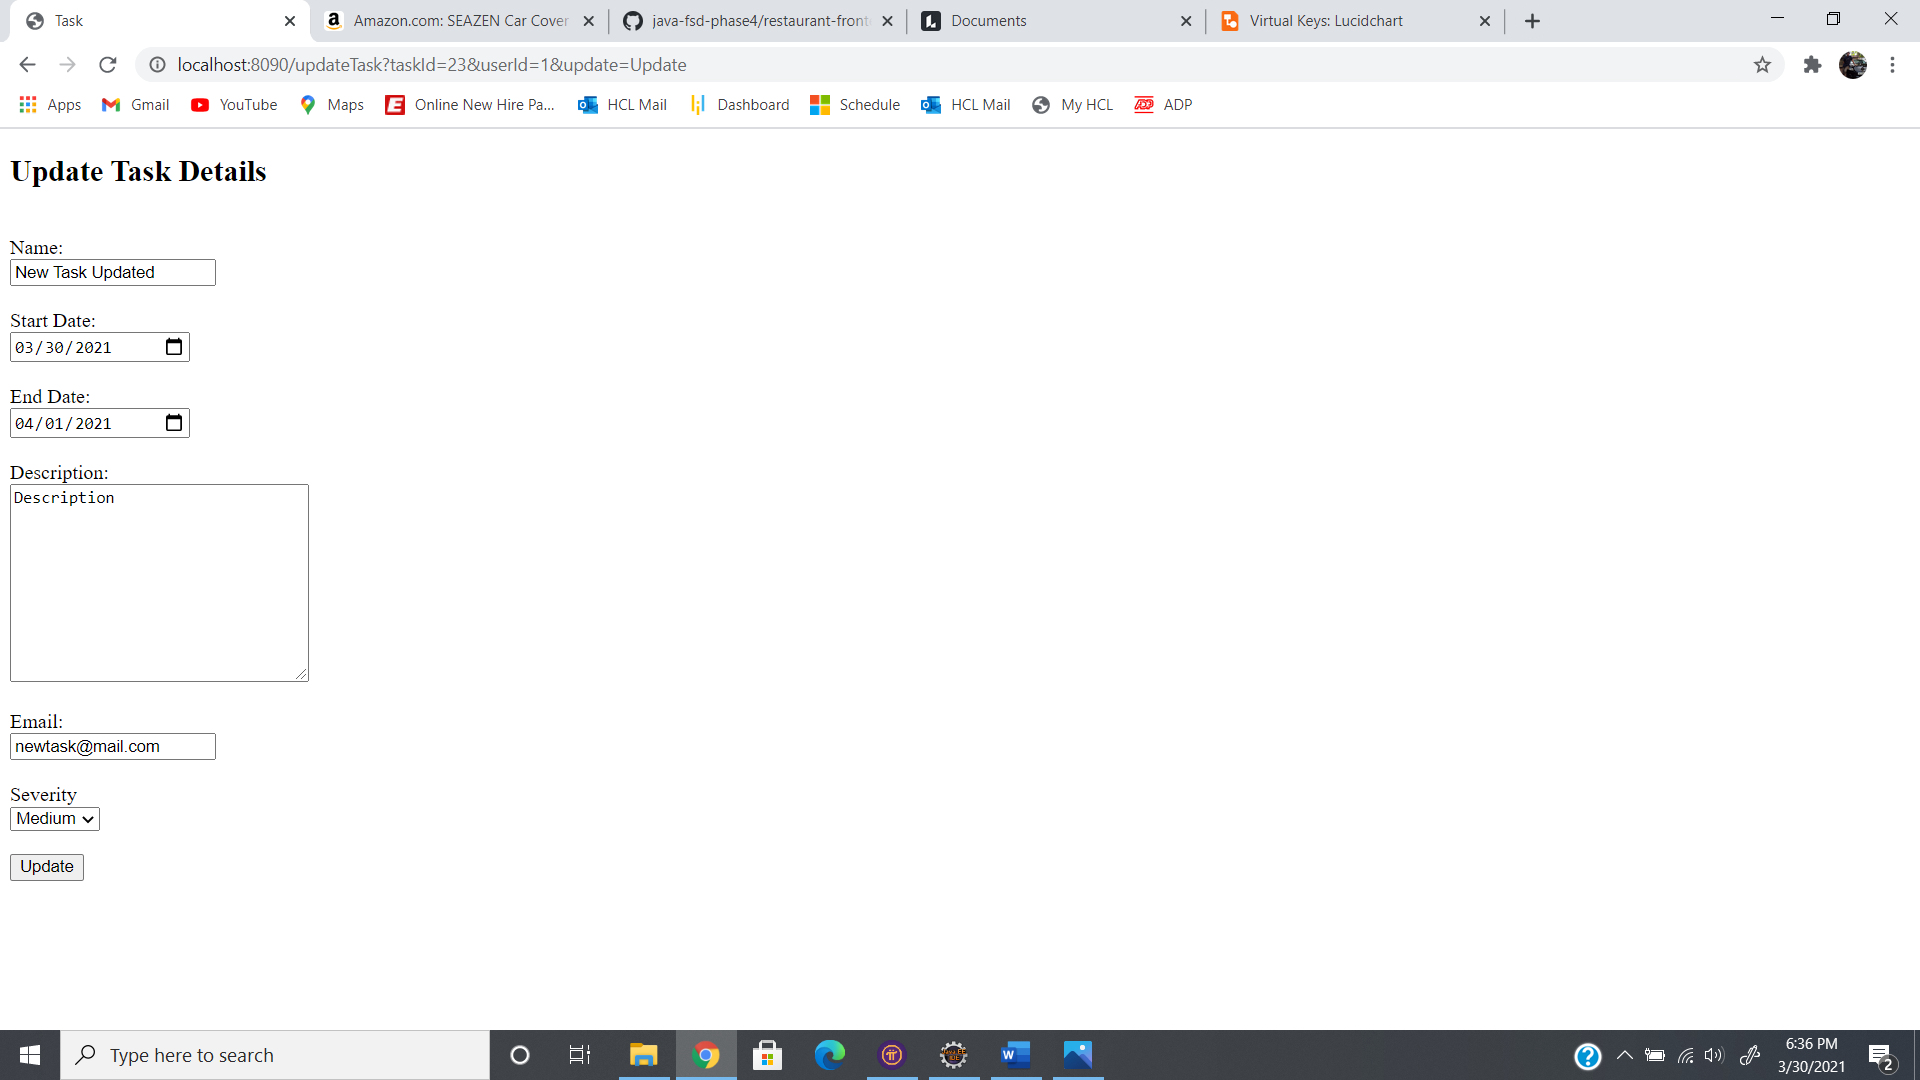 Task
Amazon.com: SEAZEN Car Cover
java-fsd-phase4/restaurant-front
Documents
Virtual Keys: Lucidchart
localhost:8090/updateTask?taskId=23&userId=1&update=Update
Apps
Gmail
YouTube
Maps
Online New Hire Pa...
HCL Mail
Dashboard
Schedule
HCL Mail
My HCL
ADP
Update Task Details
Name:
New Task Updated
Start Date:
03/30/2021
End Date:
04/01/2021
Description:
Description
Email:
newtask@mail.com
Severity
Medium
Update
Type here to search
6:36 PM
3/30/2021
2